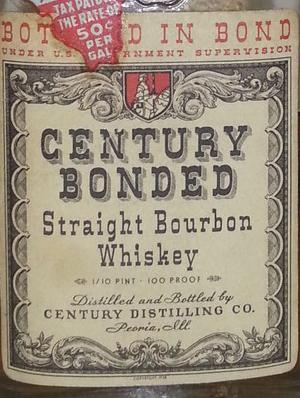 TAX PAID
THE RATE OF
50¢
PER
GAL
BOT    D IN BOND
UNDER U.S.    RNMENT SUPERVISION
CENTURY
BONDED
Straight Bourbon
Whiskey
1/10 PINT · 100 PROOF
Distilled and Bottled by
CENTURY DISTILLING CO.
Peoria, Ill.